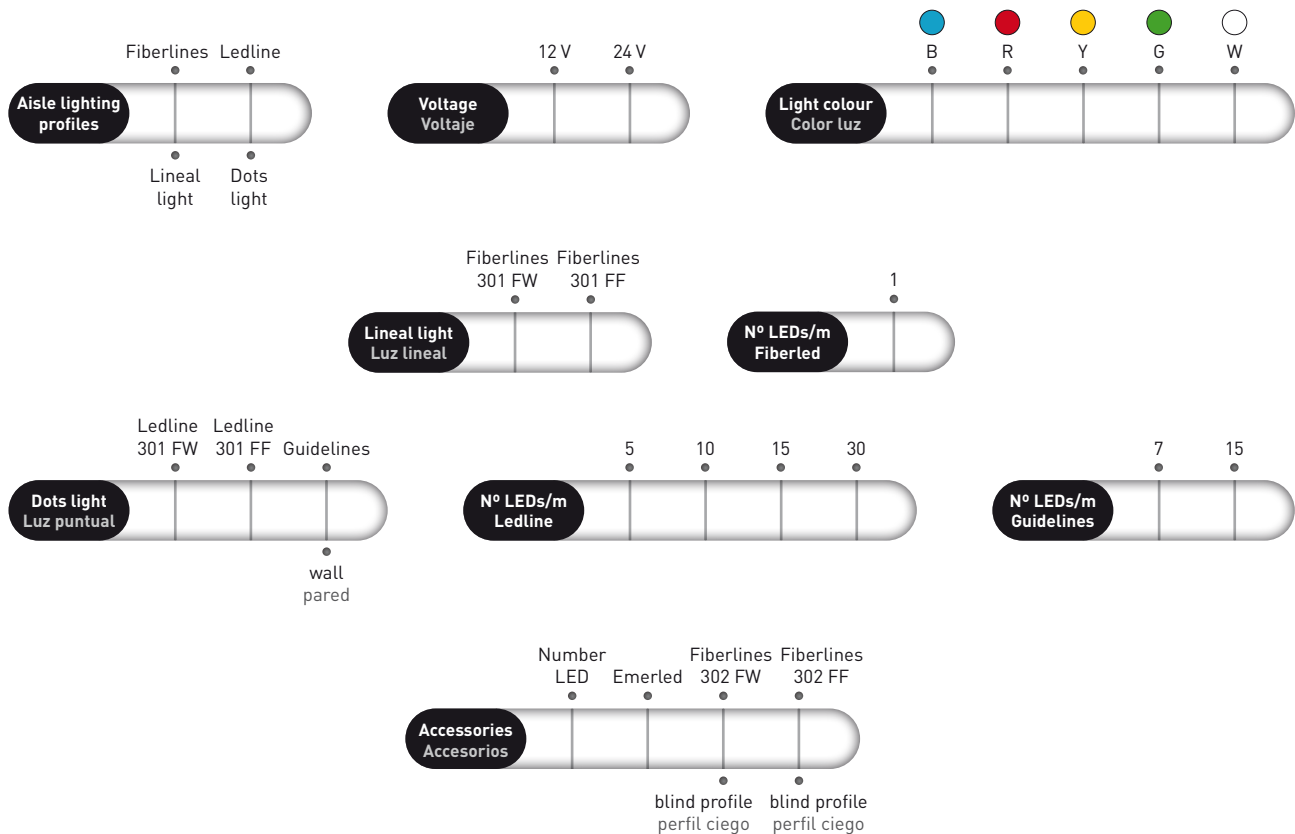 Fiberlines Ledline
Aisle lighting
profiles
Lineal
light
Dots
light
12 V 24 V
Voltage
Voltaje
B R Y G W
Light colour
Color luz
Fiberlines
301 FW
Fiberlines
301 FF
Lineal light
Luz lineal
1
Nº LEDs/m
Fiberled
Ledline
301 FW
Ledline
301 FF
Guidelines
Dots light
Luz puntual
wall
pared
5 10 15 30
Nº LEDs/m
Ledline
7 15
Nº LEDs/m
Guidelines
Number
LED
Emerled
Fiberlines
302 FW
Fiberlines
302 FF
Accessories
Accesorios
blind profile
perfil ciego
blind profile
perfil ciego